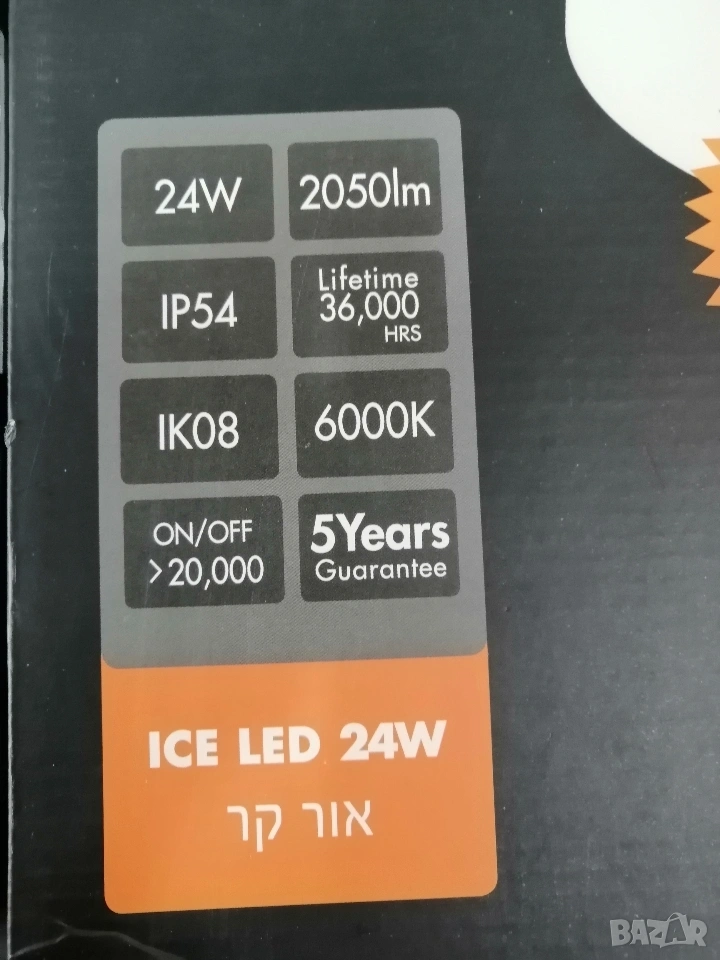 24W
2050lm
IP54
Lifetime
36,000
HRS
IK08
6000K
ON/OFF
>20,000
5Years
Guarantee
ICE LED 24W
אור קר
BAZAR